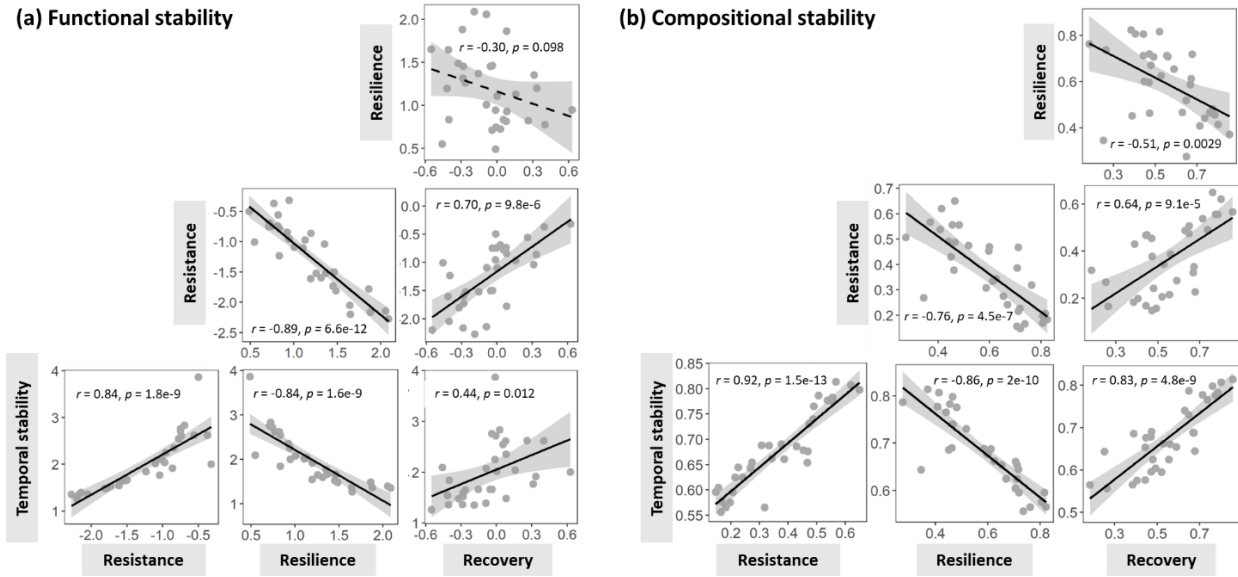 (a) Functional stability
(b) Compositional stability
Resilience
2.0
1.5
1.0
0.5
r = -0.30, p = 0.098
-0.6 -0.3 0.0 0.3 0.6
Resilience
0.8
0.6
0.4
r = -0.51, p = 0.0029
0.3 0.5 0.7
Resistance
-0.5
-1.0
-1.5
-2.0
-2.5
r = -0.89, p = 6.6e-12
0.5 1.0 1.5 2.0
0.0
-0.5
-1.0
-1.5
-2.0
r = 0.70, p = 9.8e-6
-0.6 -0.3 0.0 0.3 0.6
Resistance
0.7
0.6
0.5
0.4
0.3
0.2
r = -0.76, p = 4.5e-7
0.4 0.6 0.8
0.6
0.4
0.2
r = 0.64, p = 9.1e-5
0.3 0.5 0.7
Temporal stability
4
3
2
1
r = 0.84, p = 1.8e-9
-2.0 -1.5 -1.0 -0.5
4
3
2
1
r = -0.84, p = 1.6e-9
0.5 1.0 1.5 2.0
4
3
2
1
r = 0.44, p = 0.012
-0.6 -0.3 0.0 0.3 0.6
Temporal stability
0.85
0.80
0.75
0.70
0.65
0.60
0.55
r = 0.92, p = 1.5e-13
0.2 0.3 0.4 0.5 0.6
0.8
0.7
0.6
r = -0.86, p = 2e-10
0.4 0.6 0.8
0.8
0.7
0.6
0.5
r = 0.83, p = 4.8e-9
0.3 0.5 0.7
Resistance Resilience Recovery
Resistance Resilience Recovery